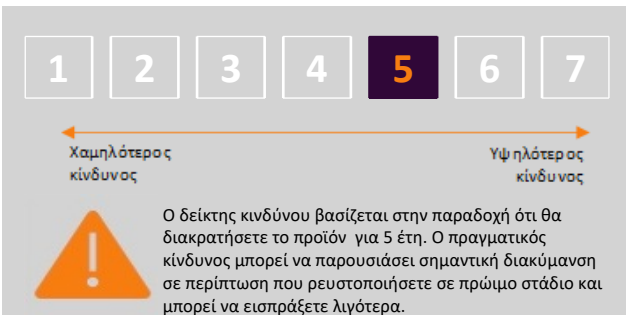 1 2 3 4 5 6 7
Χαμηλότερος Υψηλότερος
κίνδυνος κίνδυνος
Ο δείκτης κινδύνου βασίζεται στην παραδοχή ότι θα
διακρατήσετε το προϊόν για 5 έτη. Ο πραγματικός
κίνδυνος μπορεί να παρουσιάσει σημαντική διακύμανση
σε περίπτωση που ρευστοποιήσετε σε πρώιμο στάδιο και
μπορεί να εισπράξετε λιγότερα.